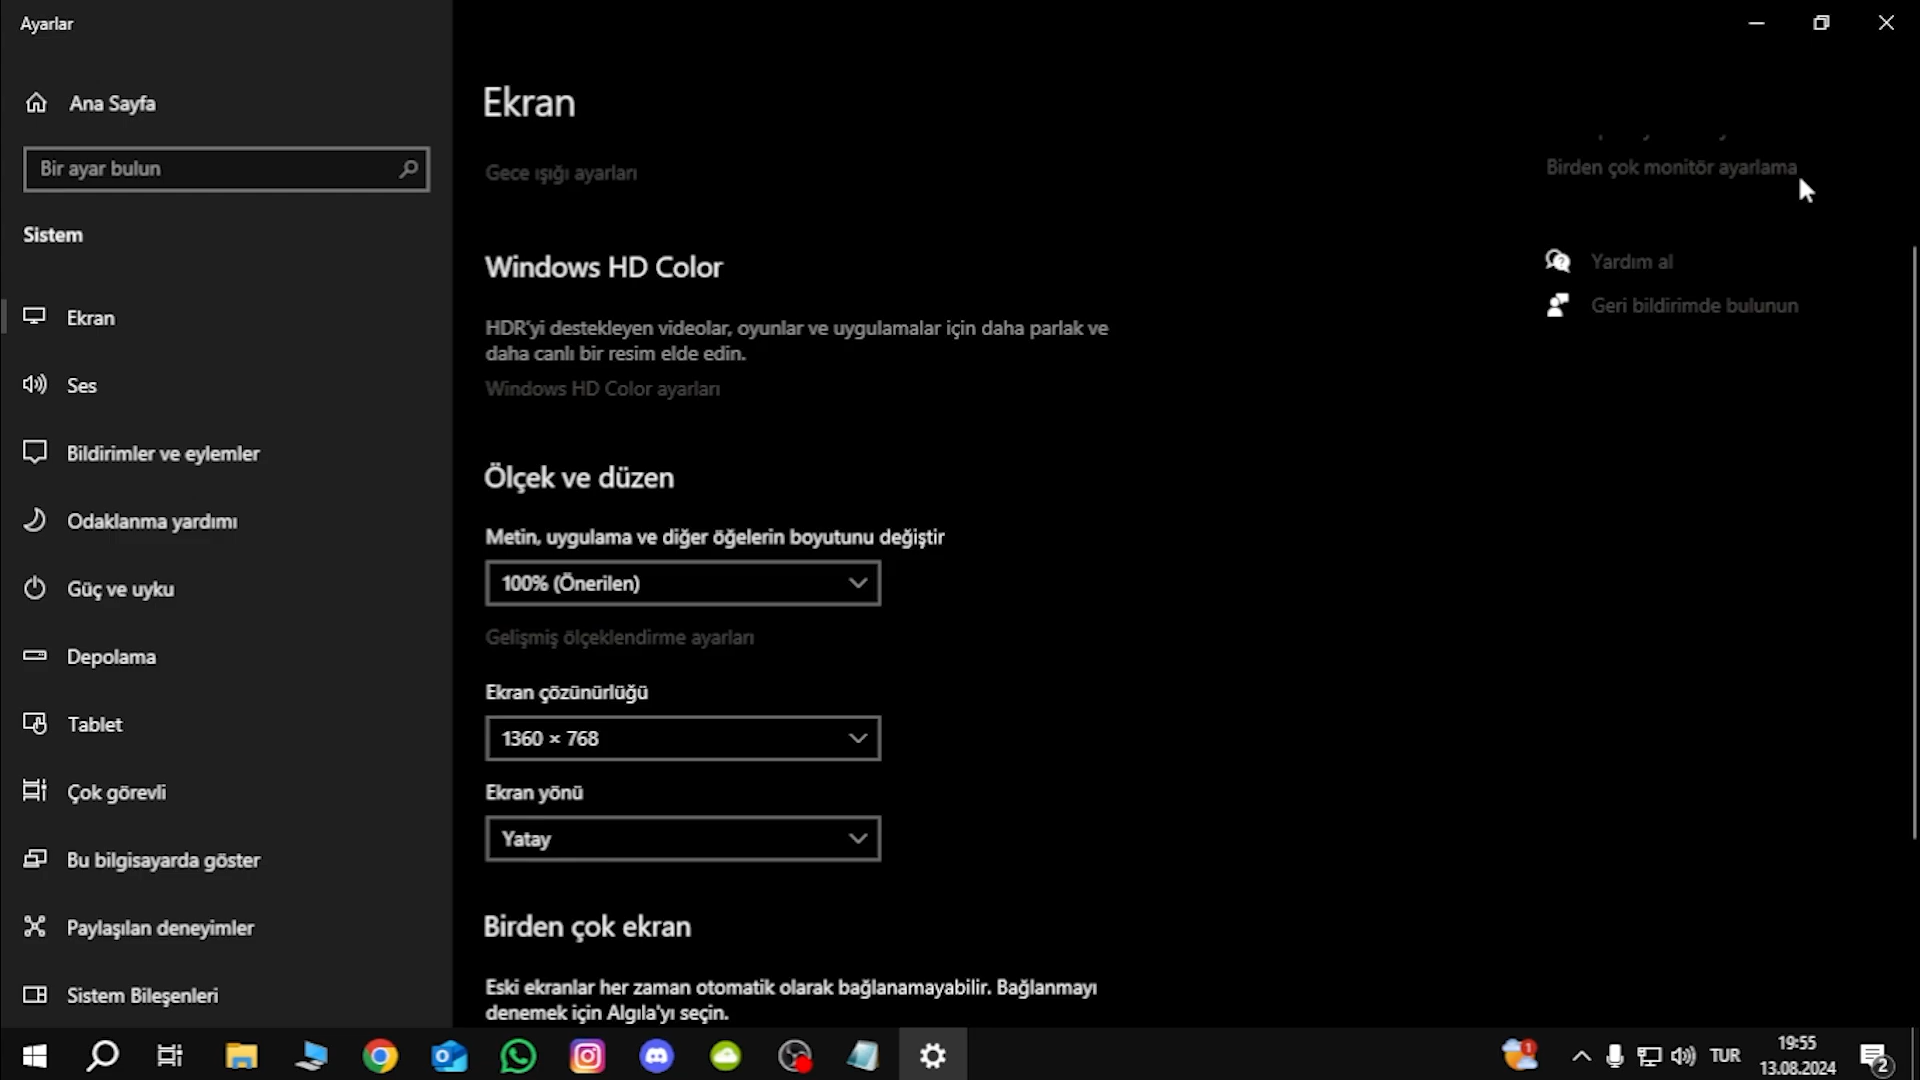 Ayarlar
Ana Sayfa
Bir ayar bulun
Sistem
Ekran
Ses
Bildirimler ve eylemler
Odaklanma yardımı
Güç ve uyku
Depolama
Tablet
Çok görevli
Bu bilgisayarda göster
Paylaşılan deneyimler
Sistem Bileşenleri
Ekran
Gece ışığı ayarları
Windows HD Color
HDR'yi destekleyen videolar, oyunlar ve uygulamalar için daha parlak ve
daha canlı bir resim elde edin.
Windows HD Color ayarları
Ölçek ve düzen
Metin, uygulama ve diğer öğelerin boyutunu değiştir
100% (Önerilen)
Gelişmiş ölçeklendirme ayarları
Ekran çözünürlüğü
1360 × 768
Ekran yönü
Yatay
Birden çok ekran
Eski ekranlar her zaman otomatik olarak bağlanamayabilir. Bağlanmayı
denemek için Algıla'yı seçin.
Birden çok monitör ayarlama
Yardım al
Geri bildirimde bulunun
1
TUR
19:55
13.08.2024
2